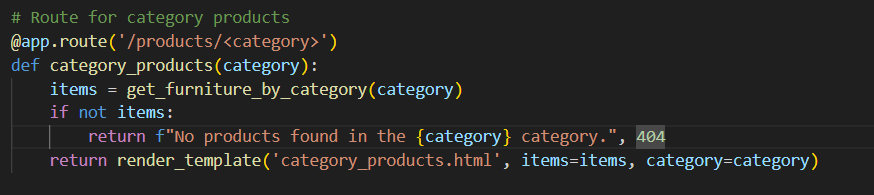 # Route for category products
@app.route('/products/<category>')
def category_products(category):
    items = get_furniture_by_category(category)
    if not items:
        return f"No products found in the {category} category.", 404
    return render_template('category_products.html', items=items, category=category)